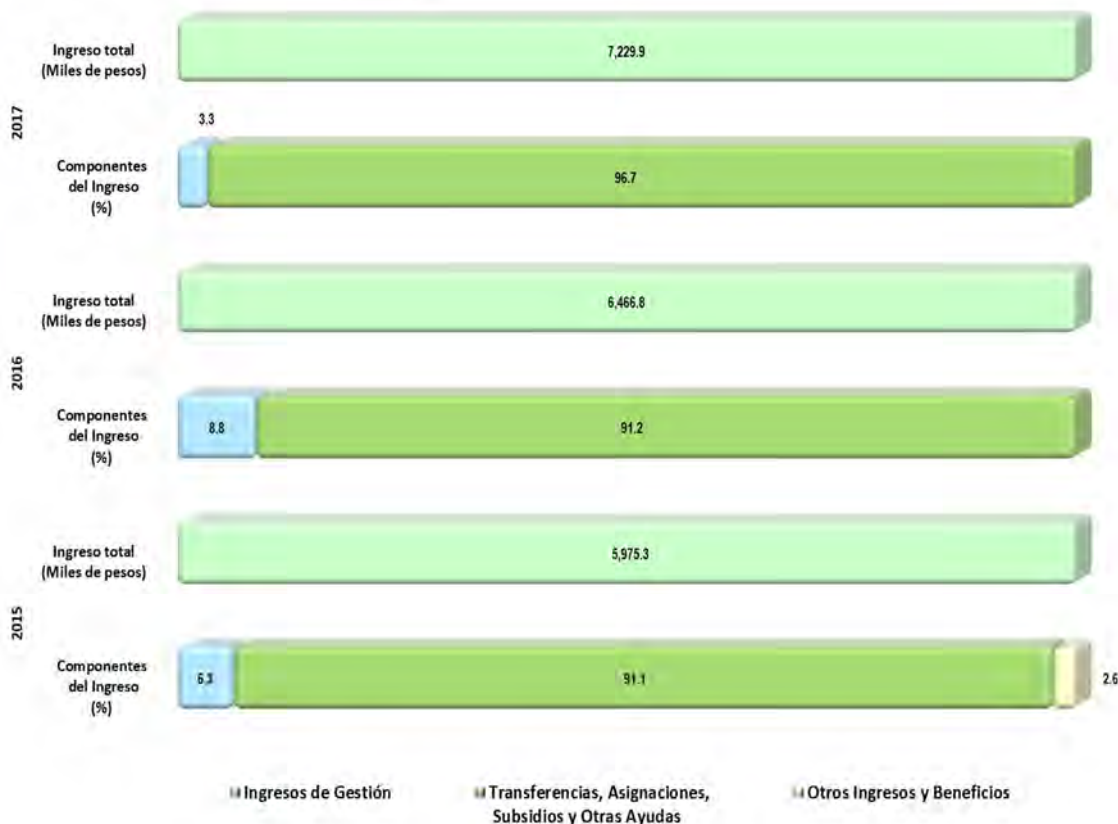 2017
Ingreso total
(Miles de pesos)
7,229.9
3.3
Componentes
del Ingreso
(%)
96.7
2016
Ingreso total
(Miles de pesos)
6,466.8
Componentes
del Ingreso
(%)
8.8
91.2
2015
Ingreso total
(Miles de pesos)
5,975.3
Componentes
del Ingreso
(%)
6.3
91.1
2.6
Ingresos de Gestión
Transferencias, Asignaciones,
Subsidios y Otras Ayudas
Otros Ingresos y Beneficios